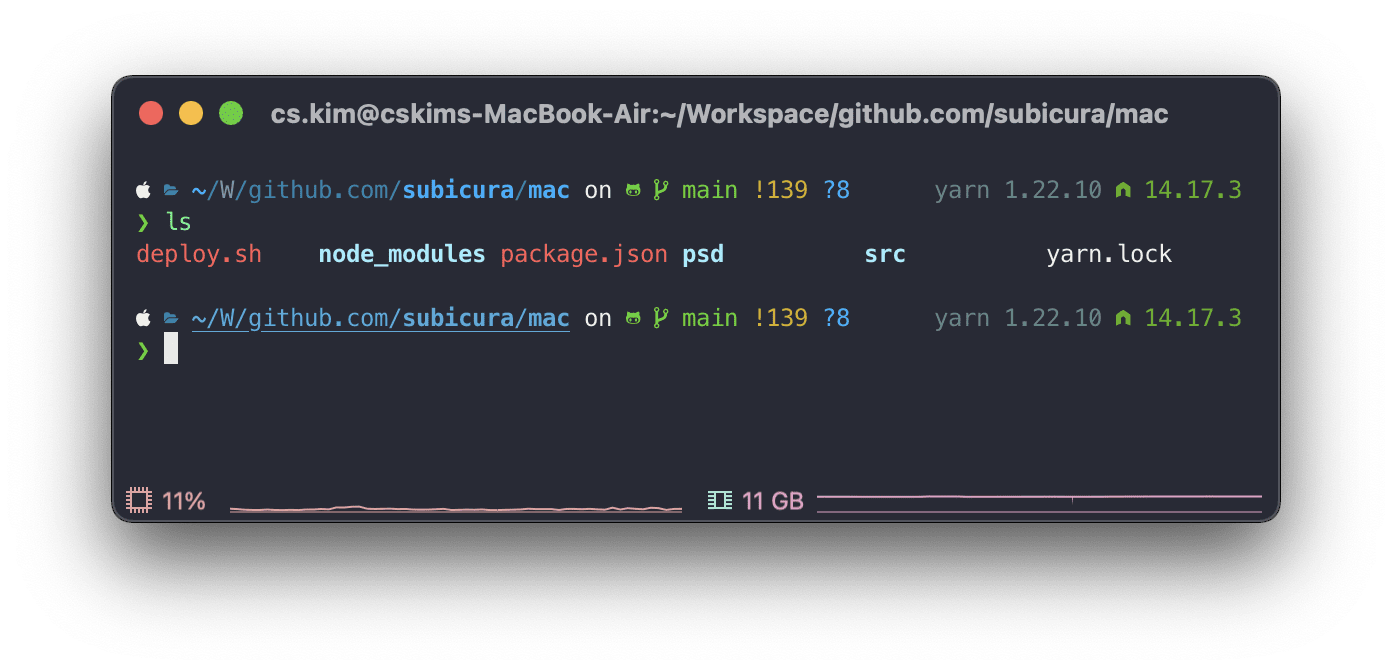 cs.kim@cskims-MacBook-Air:~/Workspace/github.com/subicura/mac
~/W/github.com/subicura/mac on main !139 ?8 yarn 1.22.10 14.17.3
❯ ls
deploy.sh node_modules package.json psd src yarn.lock
~/W/github.com/subicura/mac on main !139 ?8 yarn 1.22.10 14.17.3
❯
11% 11 GB